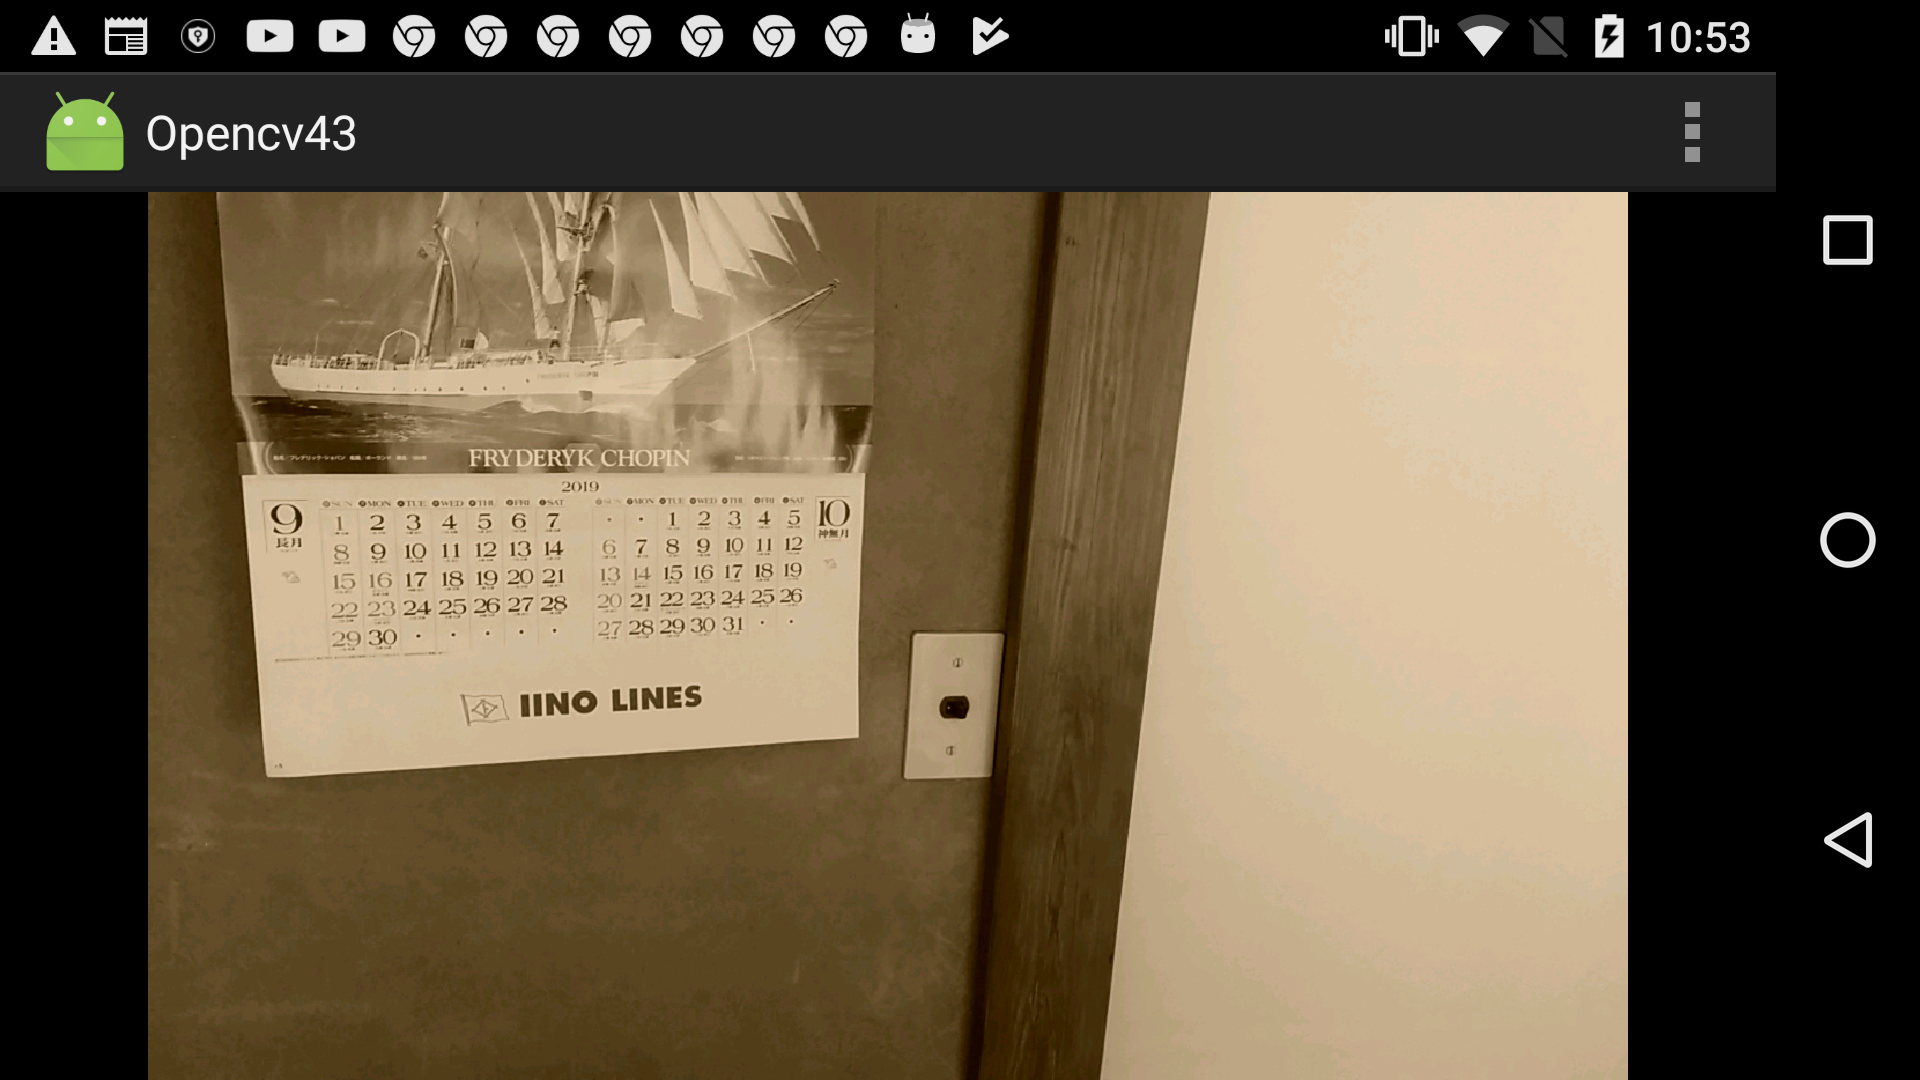 10:53
Opencv43
FRYDERYK CHOPIN
2019
SUN MON TUE WED THU FRI SAT
SUN MON TUE WED THU FRI SAT
9
長月
1 2 3 4 5 6 7
8 9 10 11 12 13 14
15 16 17 18 19 20 21
22 23 24 25 26 27 28
29 30
10
神無月
1 2 3 4 5
6 7 8 9 10 11 12
13 14 15 16 17 18 19
20 21 22 23 24 25 26
27 28 29 30 31
IINO LINES